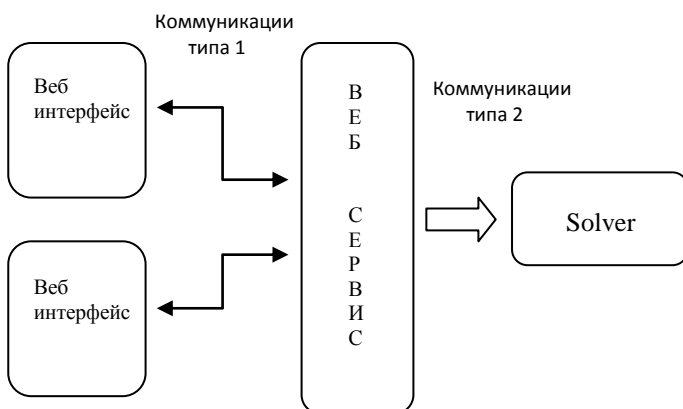 Коммуникации
типа 1
Веб
интерфейс
В
Е
Б
С
Е
Р
В
И
С
Коммуникации
типа 2
Solver
Веб
интерфейс